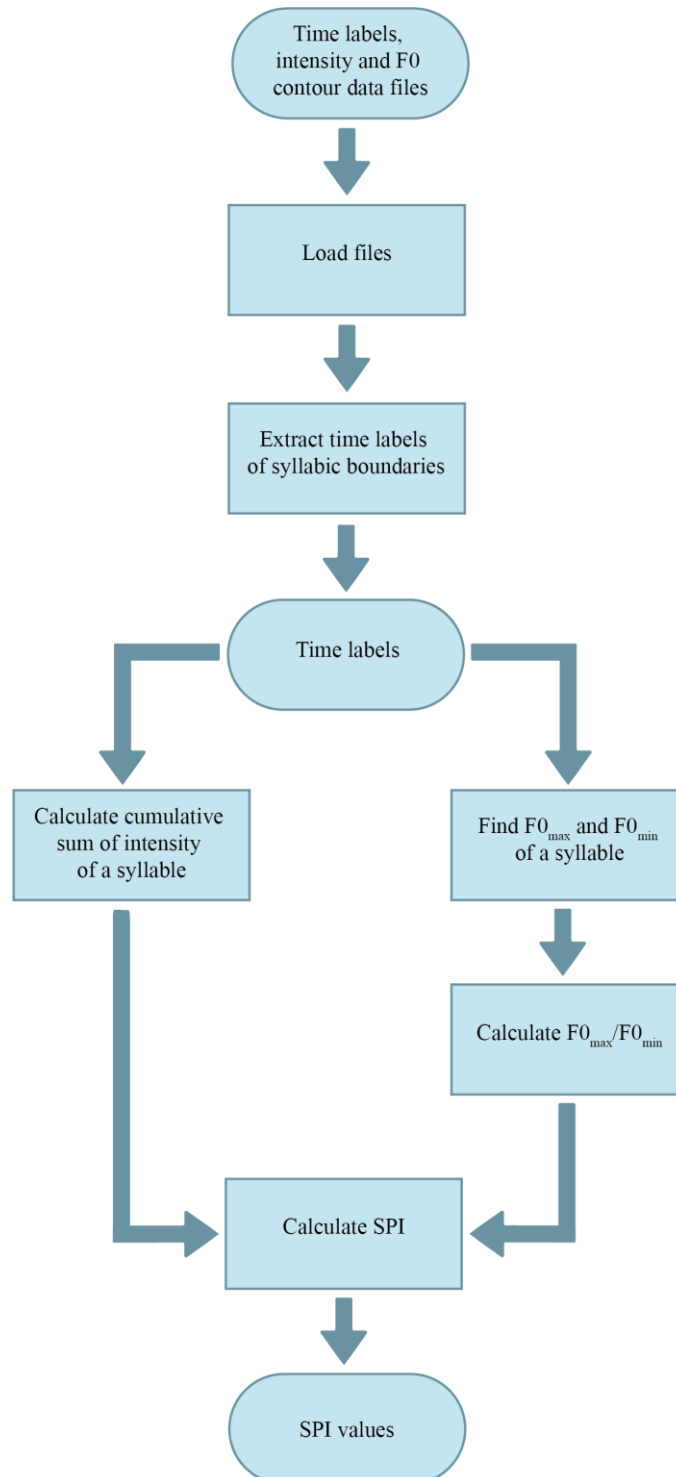 Time labels,
intensity and F0
contour data files
Load files
Extract time labels
of syllabic boundaries
Time labels
Calculate cumulative
sum of intensity
of a syllable
Find F0max and F0min
of a syllable
Calculate F0max/F0min
Calculate SPI
SPI values